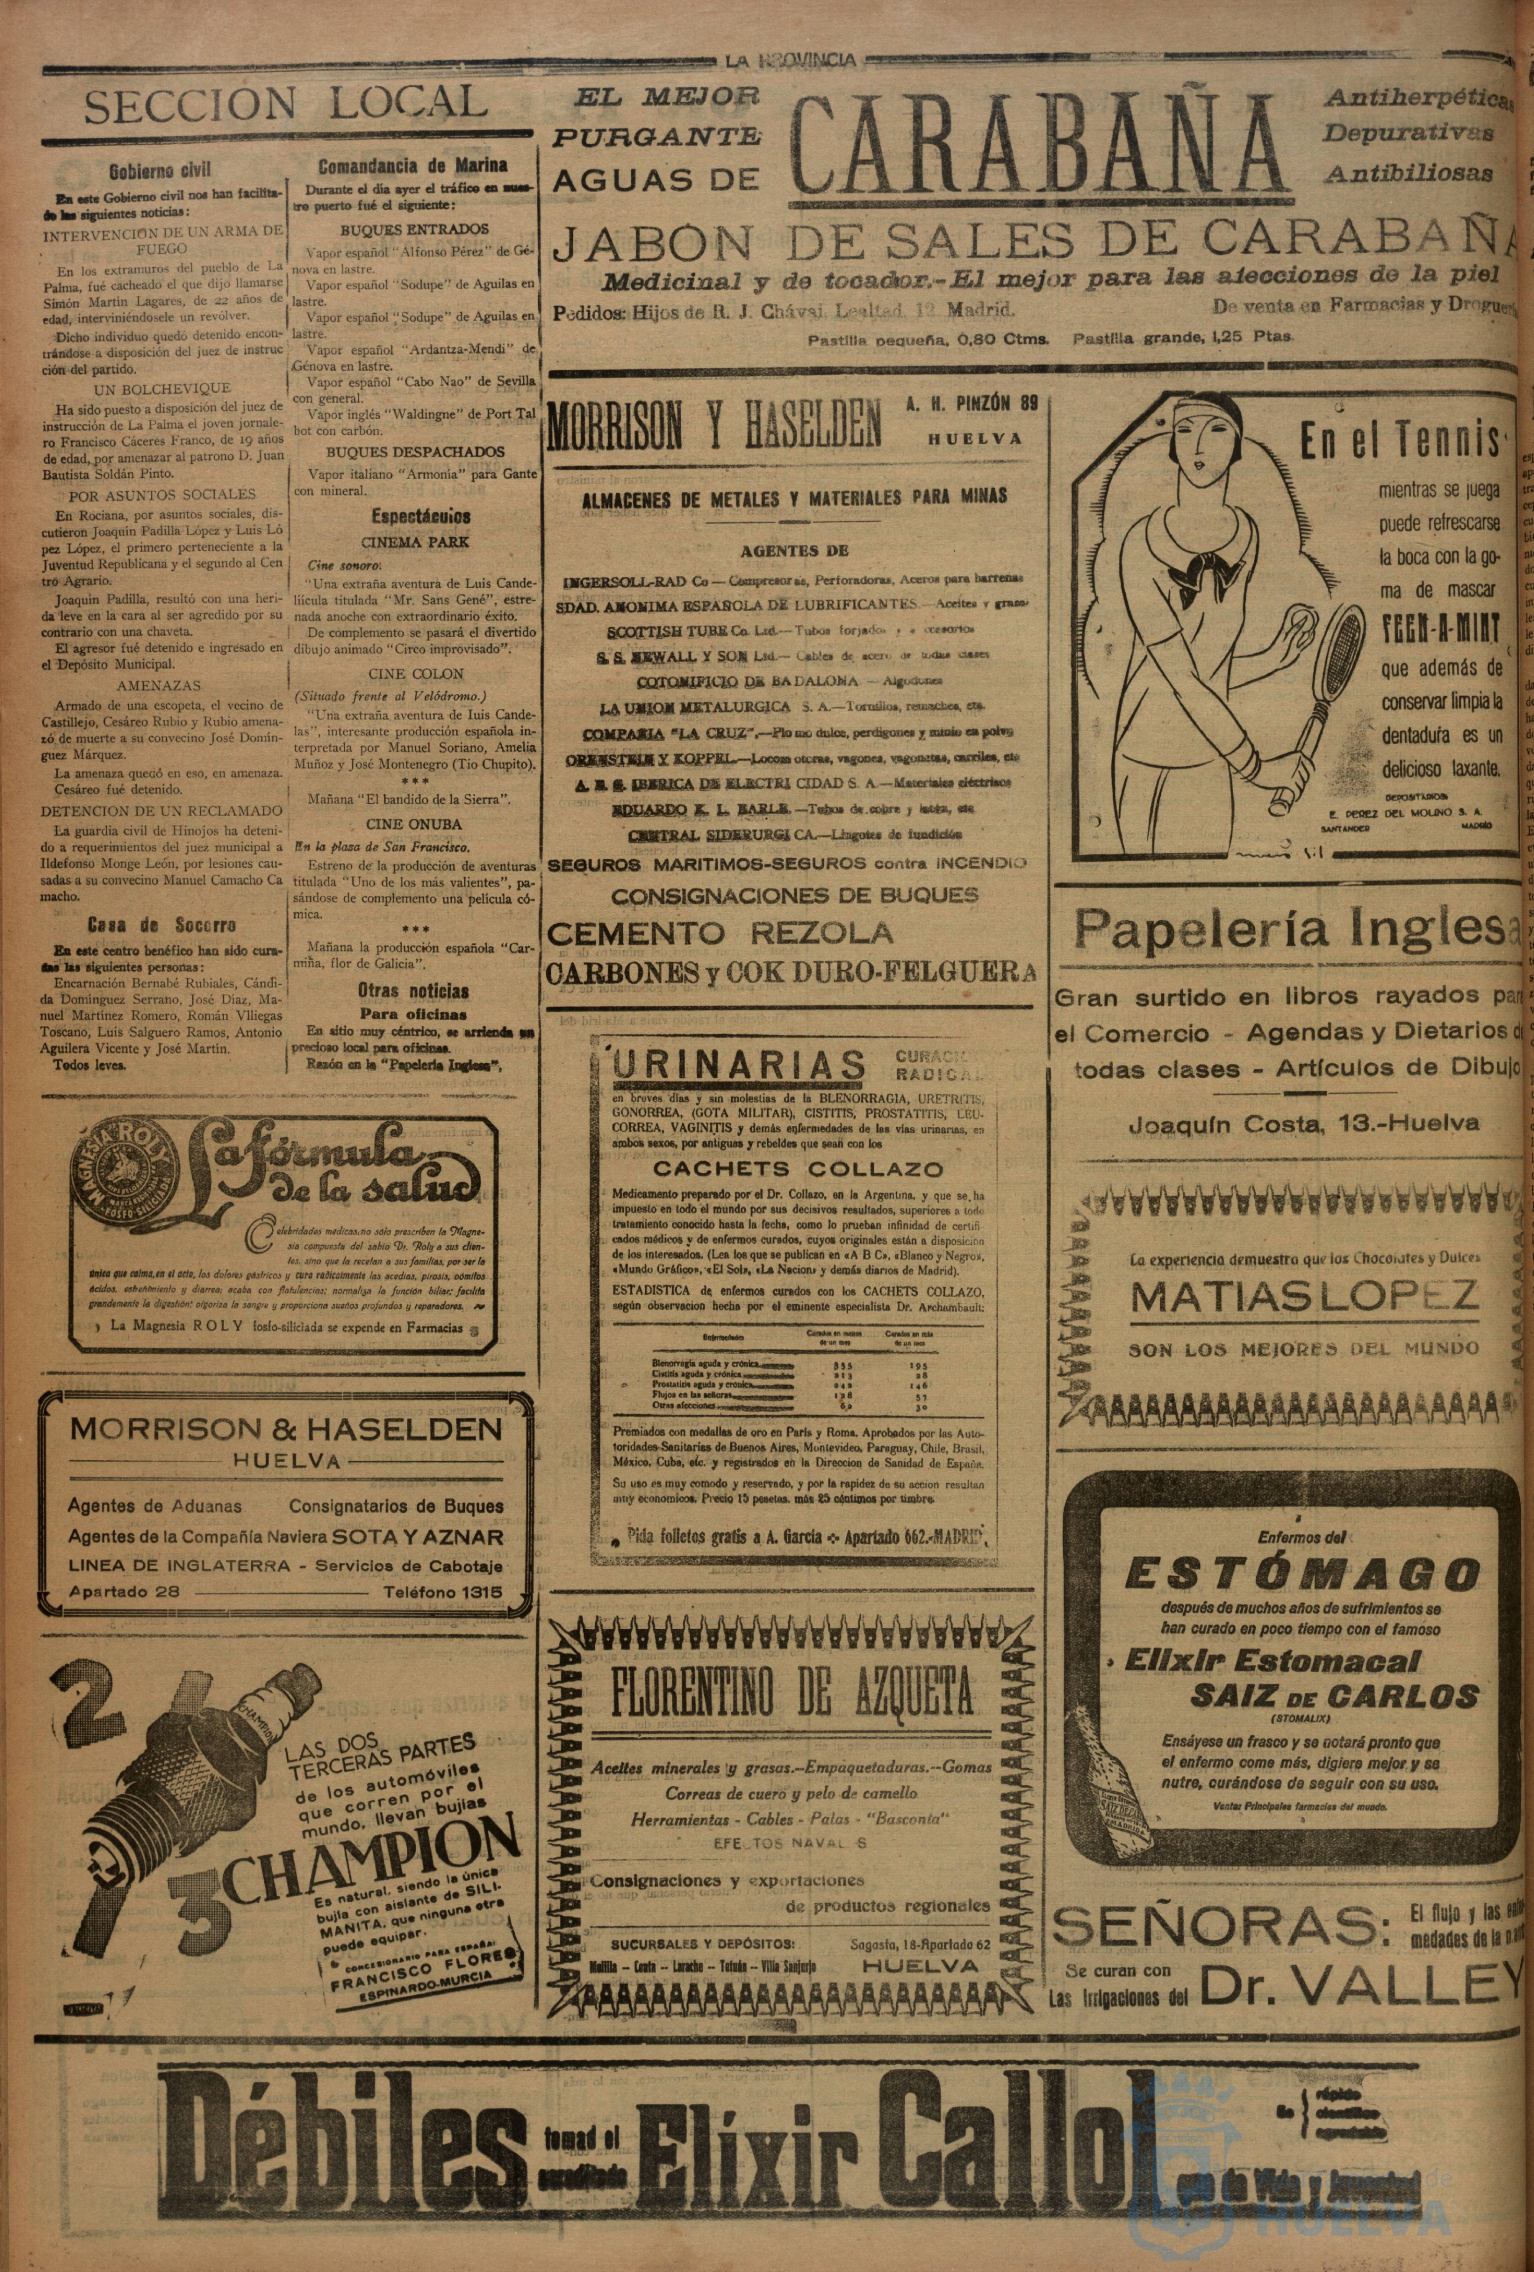 LA PROVINCIA
SECCION LOCAL
Gobierno civil
En este Gobierno civil nos han facilita-
do las siguientes noticias:
INTERVENCION DE UN ARMA DE
FUEGO
En los extramuros del pueblo de La
Palma, fué cacheado el que dijo llamarse
Simón Martin Lagares, de 22 años de
edad, interviniéndosele un revólver.
Dicho individuo quedó detenido encon-
trándose a disposición del juez de instruc
ción del partido.
UN BOLCHEVIQUE
Ha sido puesto a disposición del juez de
instrucción de La Palma el joven jornale-
ro Francisco Cáceres Franco, de 19 años
de edad, por amenazar al patrono D. Juan
Bautista Soldán Pinto.
POR ASUNTOS SOCIALES
En Rociana, por asuntos sociales, dis-
cutieron Joaquín Padilla López y Luis Ló
pez López, el primero perteneciente a la
Juventud Republicana y el segundo al Cen
tro Agrario.
Joaquin Padilla, resultó con una heri-
da leve en la cara al ser agredido por su
contrario con una chaveta.
El agresor fué detenido e ingresado en
el Depósito Municipal.
AMENAZAS
Armado de una escopeta, el vecino de
Castillejo, Cesáreo Rubio y Rubio amena-
zó de muerte a su convecino José Domín-
guez Márquez.
La amenaza quedó en eso, en amenaza.
Cesáreo fué detenido.
DETENCION DE UN RECLAMADO
La guardia civil de Hinojos ha deteni-
do a requerimientos del juez municipal a
Ildefonso Monge León, por lesiones cau-
sadas a su convecino Manuel Camacho Ca
macho.
Casa de Socorro
En este centro benéfico han sido cura-
das las siguientes personas:
Encarnación Bernabé Rubiales, Cándi-
da Domínguez Serrano, José Díaz, Ma-
nuel Martínez Romero, Román Vlliegas
Toscano, Luis Salguero Ramos, Antonio
Aguilera Vicente y José Martín.
Todos leves.
Comandancia de Marina
Durante el día ayer el tráfico en nues-
tro puerto fué el siguiente:
BUQUES ENTRADOS
Vapor español "Alfonso Pérez" de Gé-
nova en lastre.
Vapor español "Sodupe" de Aguilas en
lastre.
Vapor español "Sodupe" de Aguilas en
lastre.
Vapor español "Ardantza-Mendi" de
Génova en lastre.
Vapor español "Cabo Nao" de Sevilla
con general.
Vapor inglés "Waldingne" de Port Tal
bot con carbón.
BUQUES DESPACHADOS
Vapor italiano "Armonía" para Gante
con mineral.
Espectáculos
CINEMA PARK
Cine sonoro.
"Una extraña aventura de Luis Cande-
liícula titulada "Mr. Sans Gené", estre-
nada anoche con extraordinario éxito.
De complemento se pasará el divertido
dibujo animado "Circo improvisado".
CINE COLON
(Situado frente al Velódromo.)
"Una extraña aventura de Iuis Cande-
las", interesante producción española in-
terpretada por Manuel Soriano, Amelia
Muñoz y José Montenegro (Tio Chupito).
***
Mañana "El bandido de la Sierra".
CINE ONUBA
En la plaza de San Francisco.
Estreno de la producción de aventuras
titulada "Uno de los más valientes", pa-
sándose de complemento una película có-
mica.
***
Mañana la producción española "Car-
miña, flor de Galicia".
Otras noticias
Para oficinas
En sitio muy céntrico, se arrienda un
precioso local para oficinas.
Razón en la "Papelería Inglesa".
EL MEJOR
PURGANTE
AGUAS DE
CARABAÑA
Antiherpéticas
Depurativas
Antibiliosas
JABON DE SALES DE CARABAÑA
Medicinal y de tocador.-El mejor para las afecciones de la piel
Pedidos: Hijos de R. J. Chávai, Lealtad, 12. Madrid.
De venta en Farmacias y Drogue
Pastilla pequeña, 0,80 Ctms. Pastilla grande, 1,25 Ptas.
MORRISON Y HASELDEN
A. H. PINZÓN 89
HUELVA
ALMACENES DE METALES Y MATERIALES PARA MINAS
AGENTES DE
INGERSOLL-RAD Co — Compresoras, Perforadoras, Aceros para barrenas
SDAD. ANONIMA ESPAÑOLA DE LUBRIFICANTES.—Aceites y grasas
SCOTTISH TUBE Co. Ltd.—Tubos forjados y accesorios
S. S. NEWALL Y SON Ltd.— Cables de acero de todas clases
COTONIFICIO DE BADALONA — Algodones
LA UNION METALURGICA S. A.—Tornillos, remaches, etc.
COMPAÑIA "LA CRUZ".—Plomo dulce, perdigones y minio en polvo
ORENSTEIN Y KOPPEL.—Locomotoras, vagones, vagonetas, carriles, etc
A. E. G. IBERICA DE ELECTRICIDAD S. A.—Materiales eléctricos
EDUARDO K. L. EARLE.—Tubos de cobre y latón, etc
CENTRAL SIDERURGICA.—Lingotes de fundición
SEGUROS MARITIMOS-SEGUROS contra INCENDIO
CONSIGNACIONES DE BUQUES
CEMENTO REZOLA
CARBONES y COK DURO-FELGUERA
En el Tennis
mientras se juega
puede refrescarse
la boca con la go-
ma de mascar
FEEN-A-MINT
que además de
conservar limpia la
dentadura es un
delicioso laxante.
DEPOSITARIOS
E. PEREZ DEL MOLINO S. A.
SANTANDER MADRID
Papelería Inglesa
Gran surtido en libros rayados par
el Comercio - Agendas y Dietarios d
todas clases - Artículos de Dibujo
Joaquín Costa, 13.-Huelva
La experiencia demuestra que los Chocolates y Dulces
MATIAS LOPEZ
SON LOS MEJORES DEL MUNDO
Enfermos del
ESTÓMAGO
después de muchos años de sufrimientos se
han curado en poco tiempo con el famoso
Elixir Estomacal
SAIZ DE CARLOS
(STOMALIX)
Ensáyese un frasco y se notará pronto que
el enfermo come más, digiere mejor y se
nutre, curándose de seguir con su uso.
Venta: Principales farmacias del mundo.
SEÑORAS:
El flujo y las
medades de la
Se curan con
Las irrigaciones del
Dr. VALLEY
URINARIAS
CURACION
RADICAL
en breves días y sin molestias de la BLENORRAGIA, URETRITIS,
GONORREA, (GOTA MILITAR), CISTITIS, PROSTATITIS, LEU-
CORREA, VAGINITIS y demás enfermedades de las vías urinarias, en
ambos sexos, por antiguas y rebeldes que sean con los
CACHETS COLLAZO
Medicamento preparado por el Dr. Collazo, en la Argentina, y que se ha
impuesto en todo el mundo por sus decisivos resultados, superiores a todo
tratamiento conocido hasta la fecha, como lo prueban infinidad de certifi
cados médicos y de enfermos curados, cuyos originales están a disposición
de los interesados. (Lea los que se publican en «A B C», «Blanco y Negro»,
«Mundo Gráfico», «El Sol», «La Nacion» y demás diarios de Madrid).
ESTADISTICA de enfermos curados con los CACHETS COLLAZO,
según observacion hecha por el eminente especialista Dr. Archambault:
Enfermedades Curados en menos de un mes Curados en más de un mes
Blenorragia aguda y crónica 355 195
Cistitis aguda y crónica 213 28
Prostatitis aguda y crónica 242 146
Flujos en las señoras 128 57
Otras afecciones 60 30
Premiados con medallas de oro en París y Roma. Aprobados por las Auto-
toridades Sanitarias de Buenos Aires, Montevideo, Paraguay, Chile, Brasil,
México, Cuba, etc. y registrados en la Direccion de Sanidad de España.
Su uso es muy comodo y reservado, y por la rapidez de su accion resultan
muy economicos. Precio 15 pesetas, más 25 céntimos por timbre.
Pida folletos gratis a A. García Apartado 662.-MADRID.
MAGNESIA ROLY
FOSFO-SILICIADA
La fórmula
de la salud
Celebridades médicas, no sólo prescriben la Magne-
sia compuesta del sabio Dr. Roly a sus clien-
tes, sino que la recetan a sus familias, por ser la
única que calma, en el acto, los dolores gástricos y cura radicalmente las acedias, pirosis, vómitos
ácidos, estreñimiento y diarrea; acaba con flatulencias; normaliza la función biliar; facilita
grandemente la digestión; vigoriza la sangre y proporciona sueños profundos y reparadores.
La Magnesia ROLY fosfo-siliciada se expende en Farmacias
MORRISON & HASELDEN
HUELVA
Agentes de Aduanas Consignatarios de Buques
Agentes de la Compañía Naviera SOTA Y AZNAR
LINEA DE INGLATERRA - Servicios de Cabotaje
Apartado 28 Teléfono 1315
2/3
CHAMPION
LAS DOS
TERCERAS PARTES
de los automóviles
que corren por el
mundo, llevan bujías
CHAMPION
Es natural, siendo la única
bujía con aislante de SILI-
MANITA, que ninguna otra
puede equipar.
CONCESIONARIO PARA ESPAÑA:
FRANCISCO FLORES
ESPINARDO-MURCIA
FLORENTINO DE AZQUETA
Aceites minerales y grasas.--Empaquetaduras.--Gomas
Correas de cuero y pelo de camello
Herramientas - Cables - Palas - "Basconia"
EFECTOS NAVALES
Consignaciones y exportaciones
de productos regionales
SUCURSALES Y DEPÓSITOS:
Melilla -- Ceuta -- Larache -- Tetuán -- Villa Sanjurjo
Sagasta, 18-Apartado 62
HUELVA
Débiles tomad el acreditado Elíxir Callol
Es
rápido
científico
agradable
que da Vida y Juventud
de
HUELVA